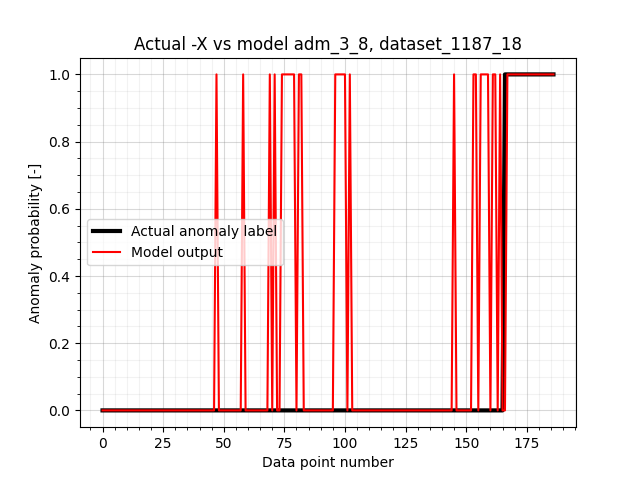 Actual -X vs model adm_3_8, dataset_1187_18
1.0
0.8
0.6
0.4
0.2
0.0
Anomaly probability [-]
Actual anomaly label
Model output
0 25 50 75 100 125 150 175
Data point number